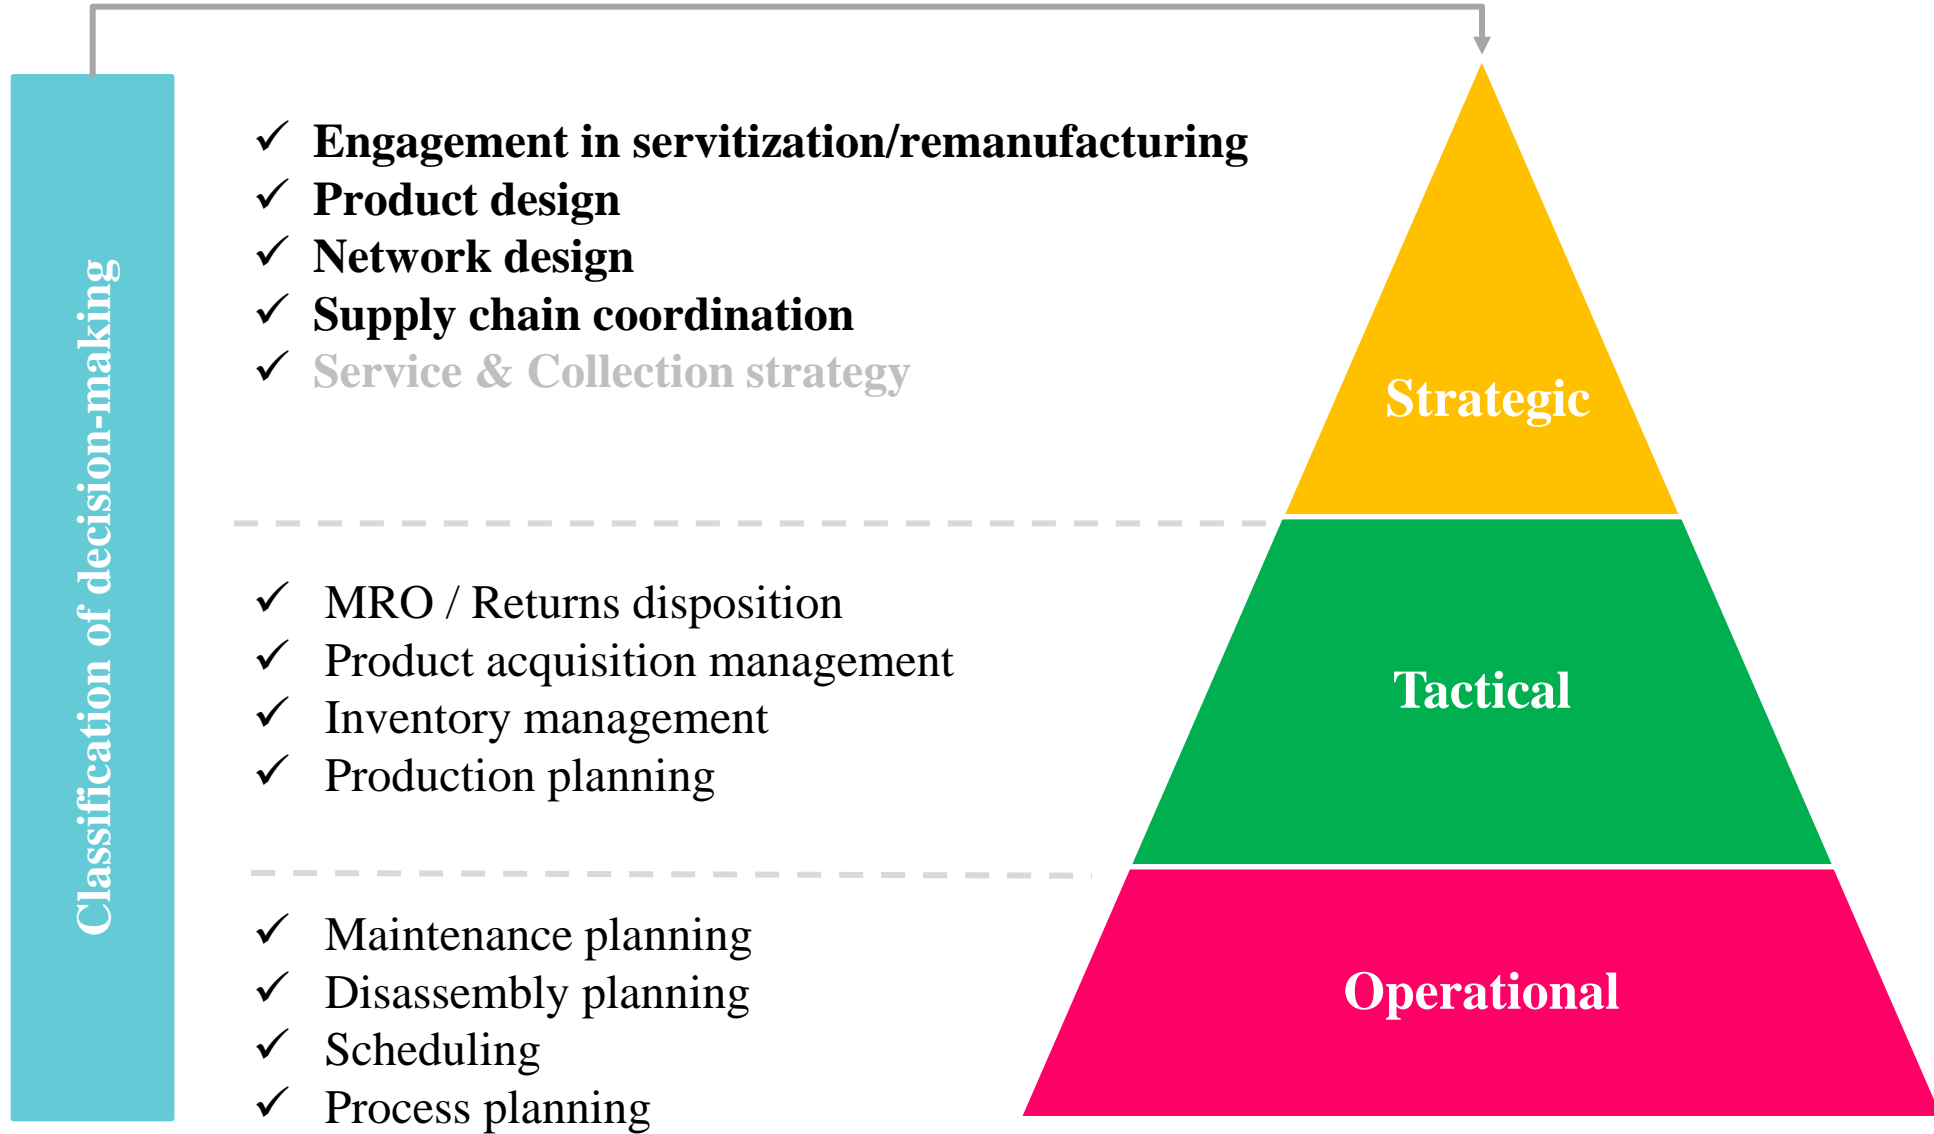 Classification of decision-making
✓ Engagement in servitization/remanufacturing
✓ Product design
✓ Network design
✓ Supply chain coordination
✓ Service & Collection strategy
Strategic
✓ MRO / Returns disposition
✓ Product acquisition management
✓ Inventory management
✓ Production planning
Tactical
✓ Maintenance planning
✓ Disassembly planning
✓ Scheduling
✓ Process planning
Operational